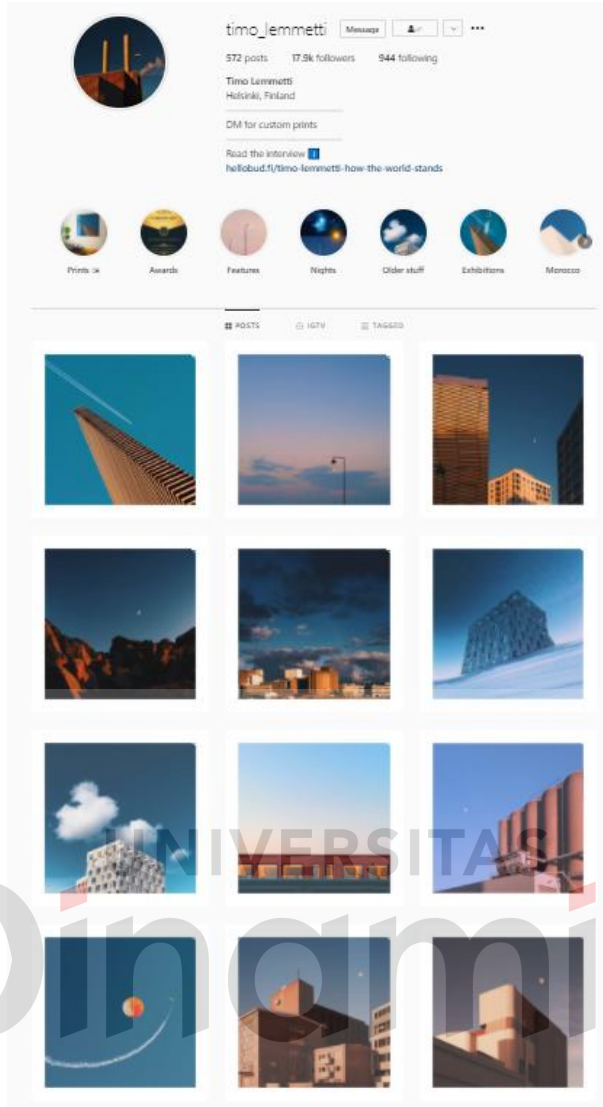 timo_lemmetti Message
572 posts 17.9k followers 944 following
Timo Lemmetti
Helsinki, Finland
DM for custom prints
Read the interview
hellobud.fi/timo-lemmetti-how-the-world-stands
Prints Awards Features Nights Older stuff Exhibitions Morocco
POSTS IGTV TAGGED
UNIVERSITAS
Dinami